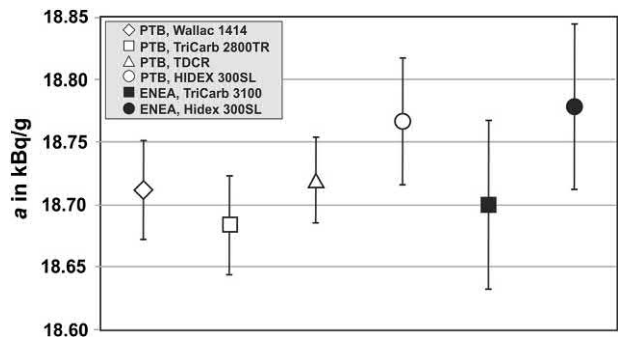 18.85
18.80
18.75
18.70
18.65
18.60
a in kBq/g
PTB, Wallac 1414
PTB, TriCarb 2800TR
PTB, TDCR
PTB, HIDEX 300SL
ENEA, TriCarb 3100
ENEA, Hidex 300SL